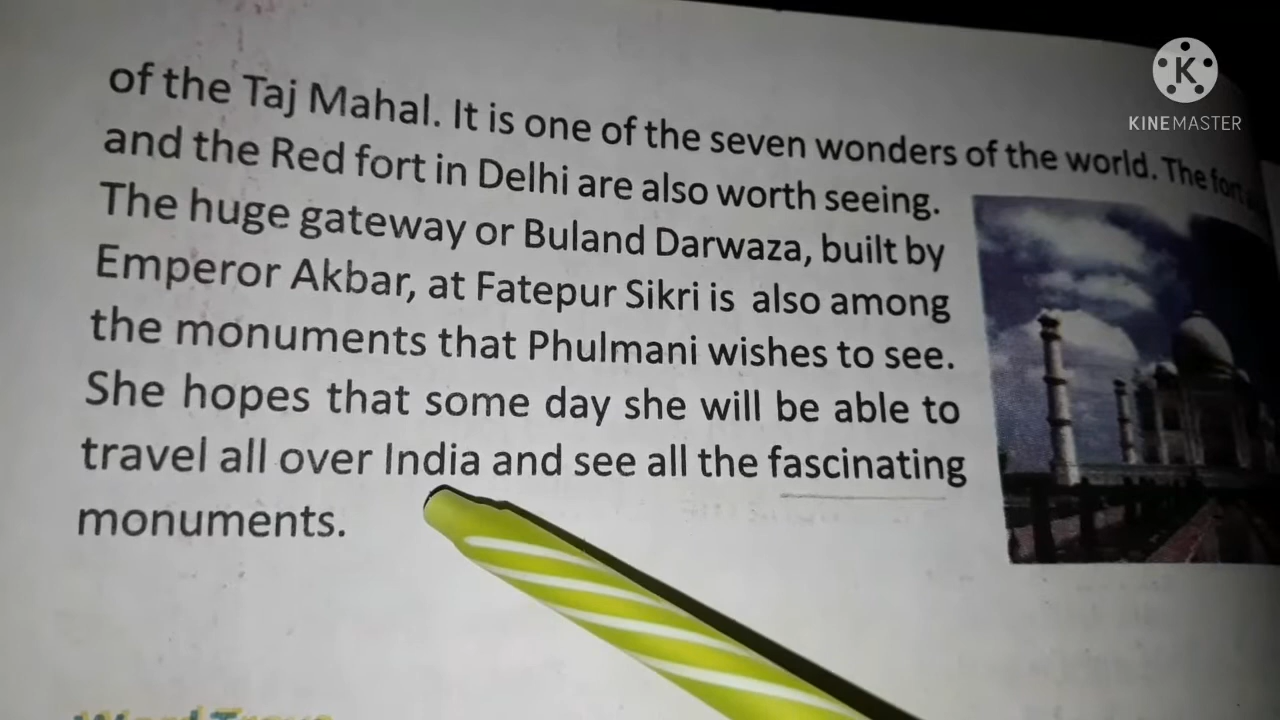 of the Taj Mahal. It is one of the seven wonders of the world. The fort
and the Red fort in Delhi are also worth seeing.
The huge gateway or Buland Darwaza, built by
Emperor Akbar, at Fatepur Sikri is also among
the monuments that Phulmani wishes to see.
She hopes that some day she will be able to
travel all over India and see all the fascinating
monuments.
K
KINEMASTER